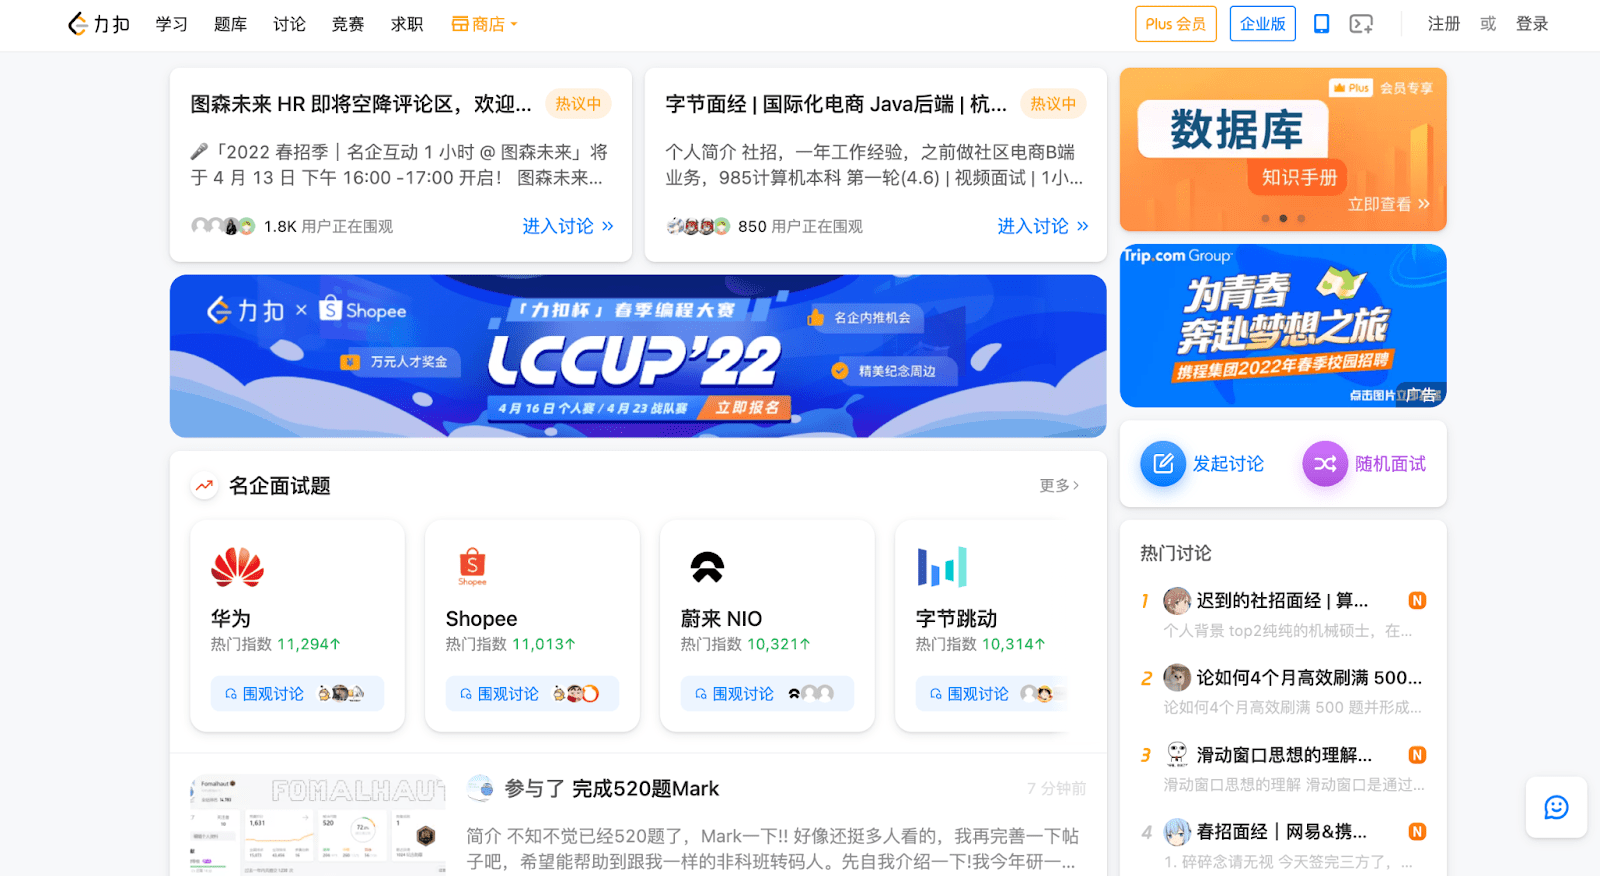 力扣 学习 题库 讨论 竞赛 求职 商店 Plus 会员 企业版 注册 或 登录
图森未来 HR 即将空降评论区，欢迎... 热议中
🎤「2022 春招季｜名企互动 1 小时 @ 图森未来」将
于 4 月 13 日 下午 16:00 -17:00 开启！ 图森未来...
1.8K 用户正在围观 进入讨论 »
字节面经 | 国际化电商 Java后端 | 杭... 热议中
个人简介 社招，一年工作经验，之前做社区电商B端
业务，985计算机本科 第一轮(4.6) | 视频面试 | 1小...
850 用户正在围观 进入讨论 »
Plus 会员专享
数据库
知识手册
立即查看 »
力扣 × Shopee
「力扣杯」春季编程大赛
名企内推机会
万元人才奖金
LCCUP'22
精美纪念周边
4 月 16 日 个人赛 / 4 月 23 战队赛 立即报名
Trip.com Group
为青春
奔赴梦想之旅
携程集团2022年春季校园招聘
点击图片立
广告
发起讨论 随机面试
名企面试题 更多 >
华为
热门指数 11,294↑
围观讨论
Shopee
Shopee
热门指数 11,013↑
围观讨论
蔚来 NIO
热门指数 10,321↑
围观讨论
字节跳动
热门指数 10,314↑
围观讨论
热门讨论
1 迟到的社招面经 | 算... N
个人背景 top2纯纯的机械硕士，在...
2 论如何4个月高效刷满 500...
论如何4个月高效刷满 500 题并形成...
3 滑动窗口思想的理解... N
滑动窗口思想的理解 滑动窗口是通过...
4 春招面经｜网易&携... N
1. 碎碎念请无视 今天签完三方了，...
Fomalhaut
FOMALHAUT
1,631
520
参与了 完成520题Mark 7 分钟前
简介 不知不觉已经520题了，Mark一下!! 好像还挺多人看的，我再完善一下帖
子吧，希望能帮助到跟我一样的非科班转码人。先自我介绍一下!我今年研一...